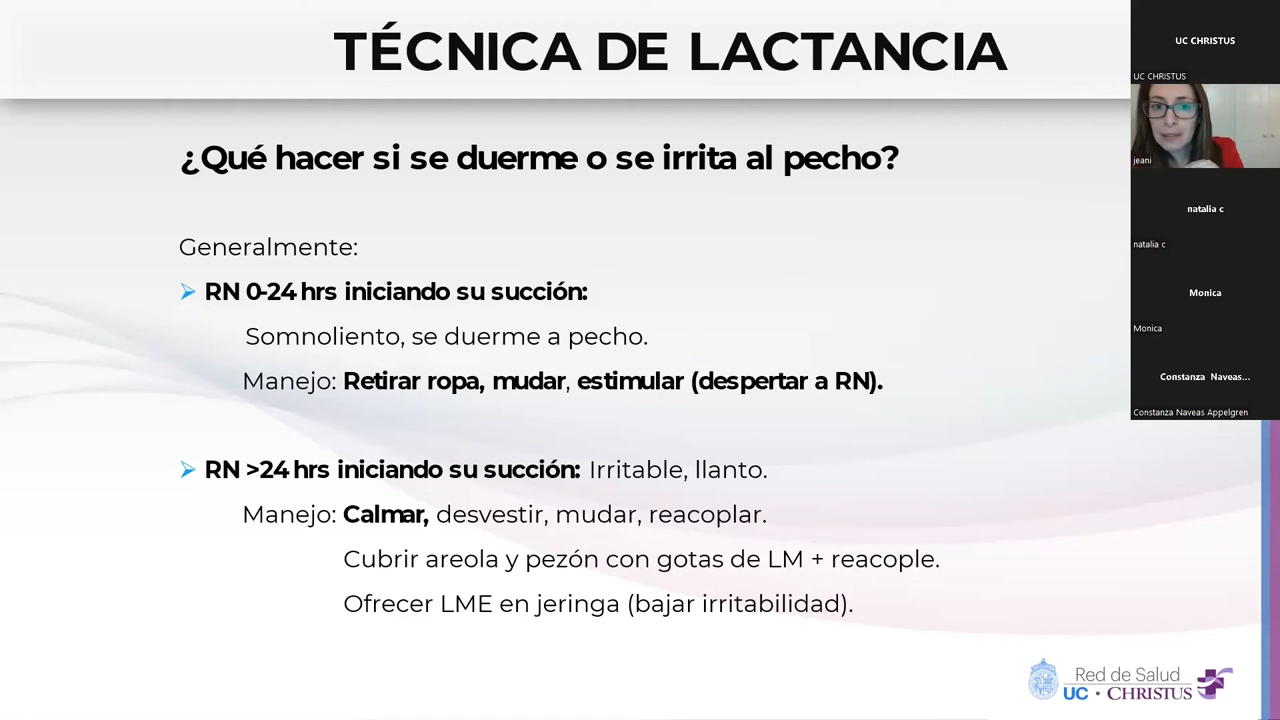 TÉCNICA DE LACTANCIA
¿Qué hacer si se duerme o se irrita al pecho?
Generalmente:
RN 0-24 hrs iniciando su succión:
Somnoliento, se duerme a pecho.
Manejo: Retirar ropa, mudar, estimular (despertar a RN).
RN >24 hrs iniciando su succión: Irritable, llanto.
Manejo: Calmar, desvestir, mudar, reacoplar.
Cubrir areola y pezón con gotas de LM + reacople.
Ofrecer LME en jeringa (bajar irritabilidad).
UC CHRISTUS
UC CHRISTUS
jeani
natalia c
natalia c
Monica
Monica
Constanza Naveas...
Constanza Naveas Appelgren
Red de Salud
UC · CHRISTUS